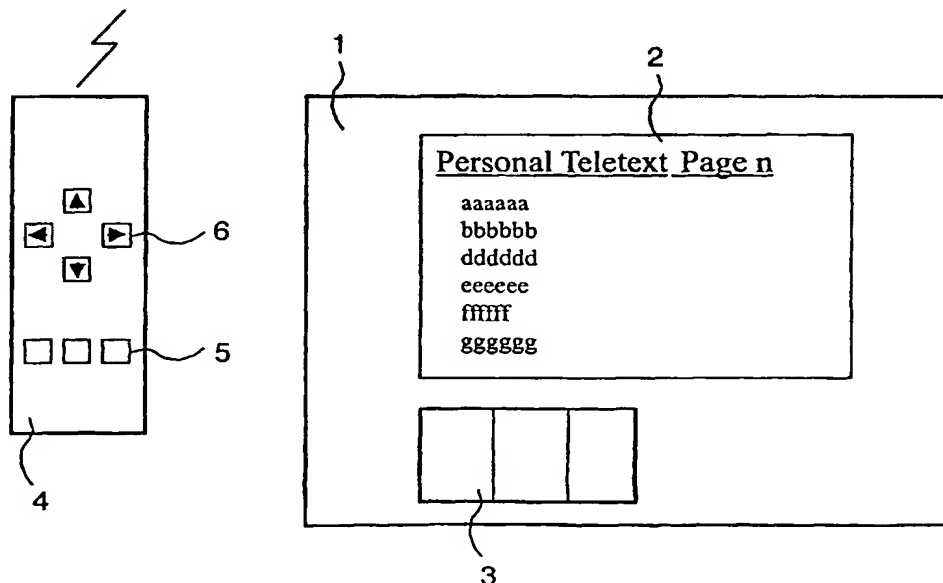 1
2
Personal Teletext Page n
aaaaaa
bbbbbb
dddddd
eeeeee
ffffff
gggggg
6
5
4
3